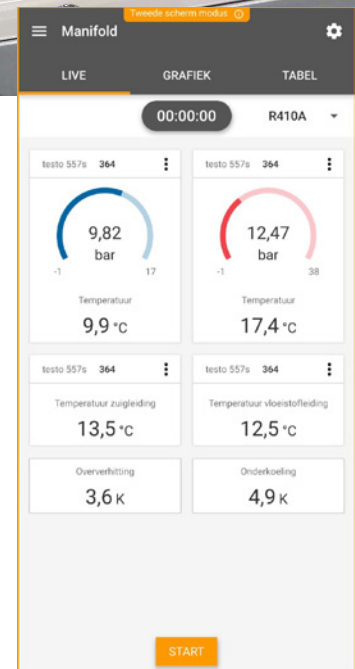 Tweede scherm modus
Manifold
LIVE GRAFIEK TABEL
00:00:00 R410A
testo 557s 364
9,82
bar
-1 17
Temperatuur
9,9 °C
testo 557s 364
12,47
bar
-1 38
Temperatuur
17,4 °C
testo 557s 364
Temperatuur zuigleiding
13,5 °C
testo 557s 364
Temperatuur vloeistofleiding
12,5 °C
Oververhitting
3,6 K
Onderkoeling
4,9 K
START